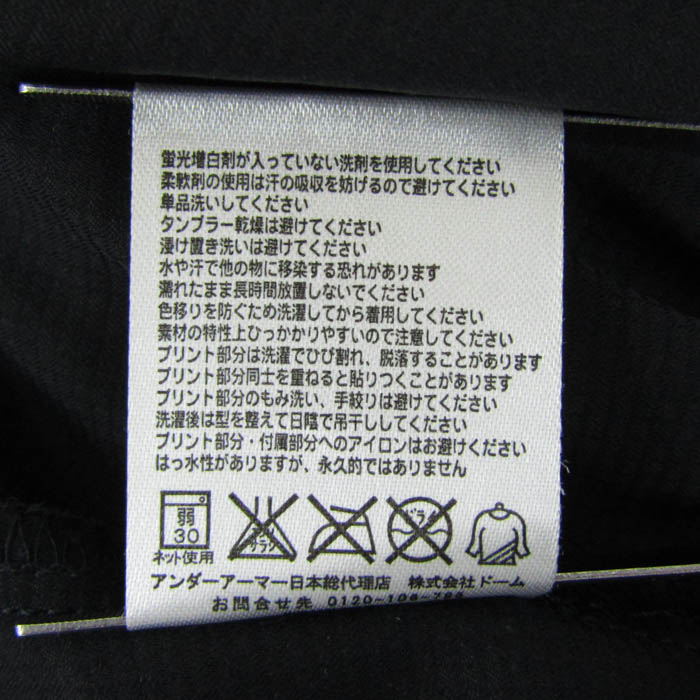 蛍光増白剤が入っていない洗剤を使用してください
柔軟剤の使用は汗の吸収を妨げるので避けてください
単品洗いしてください
タンブラー乾燥は避けてください
浸け置き洗いは避けてください
水や汗で他の物に移染する恐れがあります
濡れたまま長時間放置しないでください
色移りを防ぐため洗濯してから着用してください
素材の特性上ひっかかりやすいので注意してください
プリント部分は洗濯でひび割れ、脱落することがあります
プリント部分同士を重ねると貼りつくことがあります
プリント部分のもみ洗い、手絞りは避けてください
洗濯後は型を整えて日陰で吊干ししてください
プリント部分・付属部分へのアイロンはお避けください
はっ水性がありますが、永久的ではありません
弱
30
ネット使用
エンソ
サラシ
ドライ
アンダーアーマー日本総代理店 株式会社ドーム
お問合せ先 0120-106-786